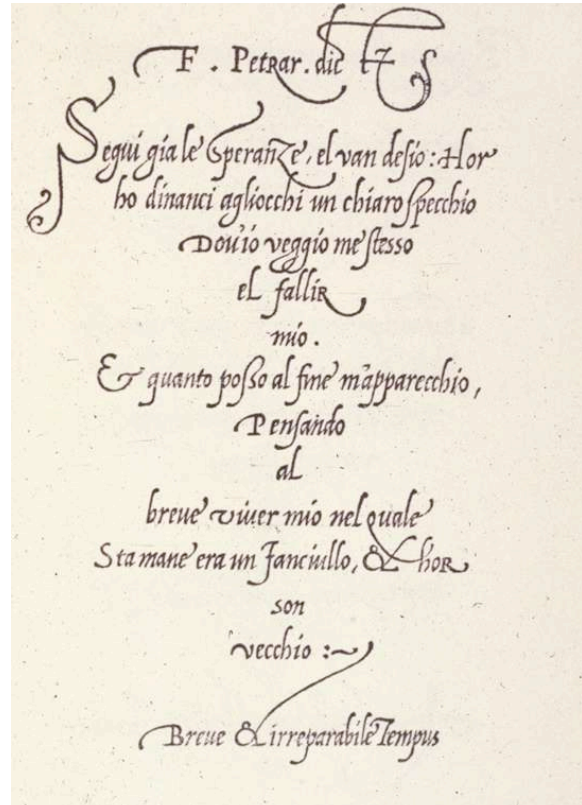 F. Petrar. dic
Segui gia le Speranze, el van desio: Hor
ho dinanci agliocchi un chiaro specchio
Dou'io veggio me stesso
el fallir
mio.
& quanto posso al fine m'apparecchio,
Pensando
al
breue viuer mio nel quale
Sta mane era un fanciullo, & hor
son
vecchio :~
Breue & irreparabile Tempus